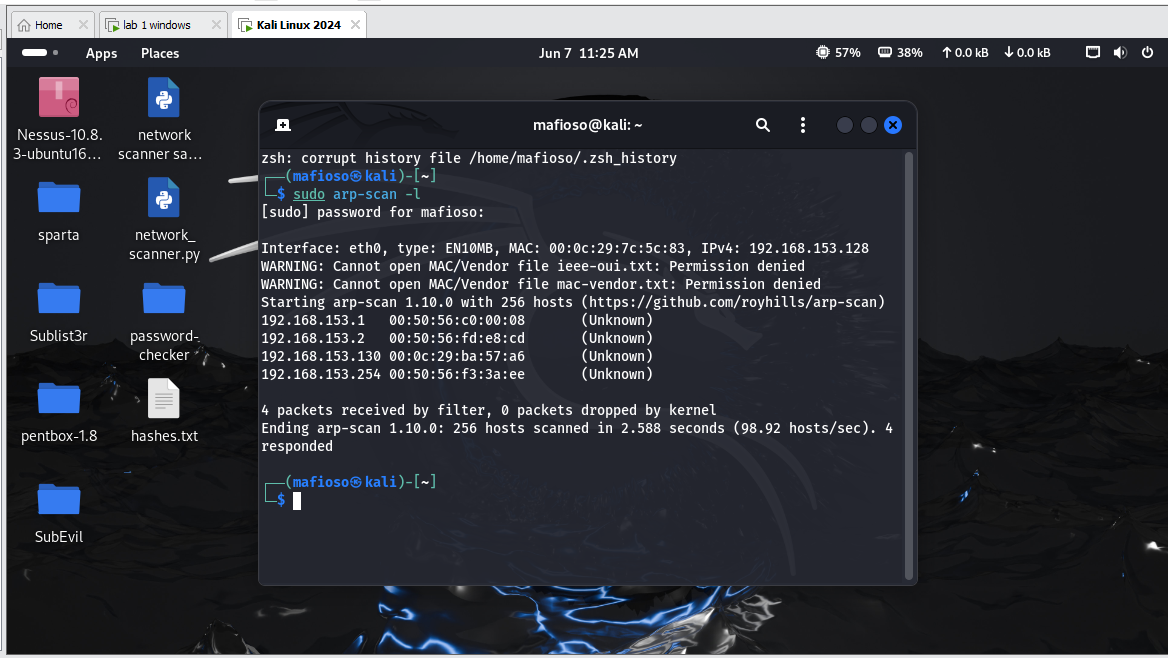 Home
lab 1 windows
Kali Linux 2024
Apps Places
Jun 7 11:25 AM
57% 38% 0.0 kB 0.0 kB
Nessus-10.8.
3-ubuntu16...
network
scanner sa...
sparta
network_
scanner.py
Sublist3r
password-
checker
pentbox-1.8
hashes.txt
SubEvil
mafioso@kali: ~
zsh: corrupt history file /home/mafioso/.zsh_history
┌──(mafioso㉿kali)-[~]
└─$ sudo arp-scan -l
[sudo] password for mafioso:
Interface: eth0, type: EN10MB, MAC: 00:0c:29:7c:5c:83, IPv4: 192.168.153.128
WARNING: Cannot open MAC/Vendor file ieee-oui.txt: Permission denied
WARNING: Cannot open MAC/Vendor file mac-vendor.txt: Permission denied
Starting arp-scan 1.10.0 with 256 hosts (https://github.com/royhills/arp-scan)
192.168.153.1 00:50:56:c0:00:08 (Unknown)
192.168.153.2 00:50:56:fd:e8:cd (Unknown)
192.168.153.130 00:0c:29:ba:57:a6 (Unknown)
192.168.153.254 00:50:56:f3:3a:ee (Unknown)
4 packets received by filter, 0 packets dropped by kernel
Ending arp-scan 1.10.0: 256 hosts scanned in 2.588 seconds (98.92 hosts/sec). 4
responded
┌──(mafioso㉿kali)-[~]
└─$